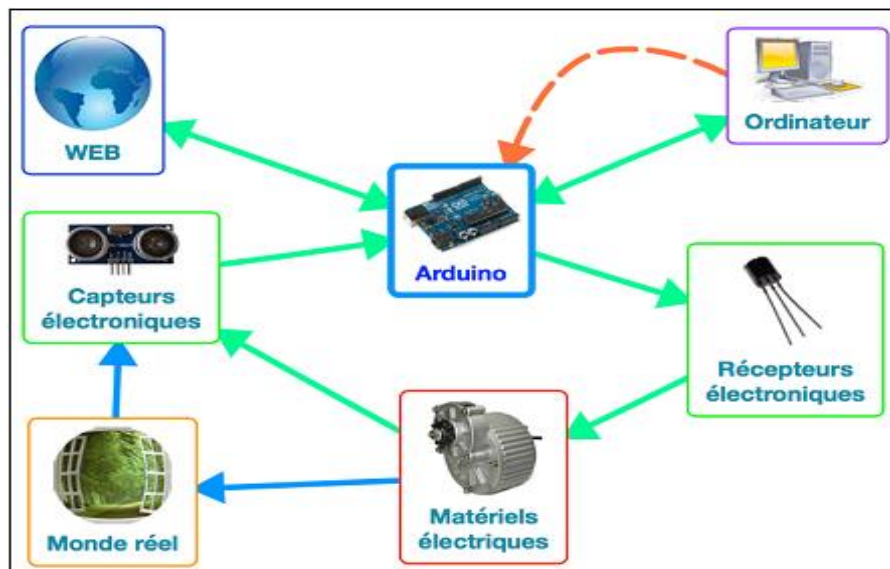 WEB
Ordinateur
Arduino
Capteurs
électroniques
Récepteurs
électroniques
Monde réel
Matériels
électriques